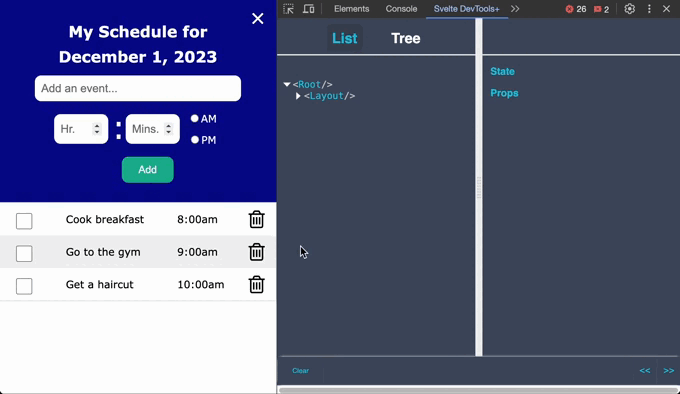 My Schedule for
December 1, 2023
Add an event...
Hr.
:
Mins.
AM
PM
Add
Cook breakfast 8:00am
Go to the gym 9:00am
Get a haircut 10:00am
Elements Console Svelte DevTools+ >> 26 2
List Tree
<Root/>
<Layout/>
State
Props
Clear << >>